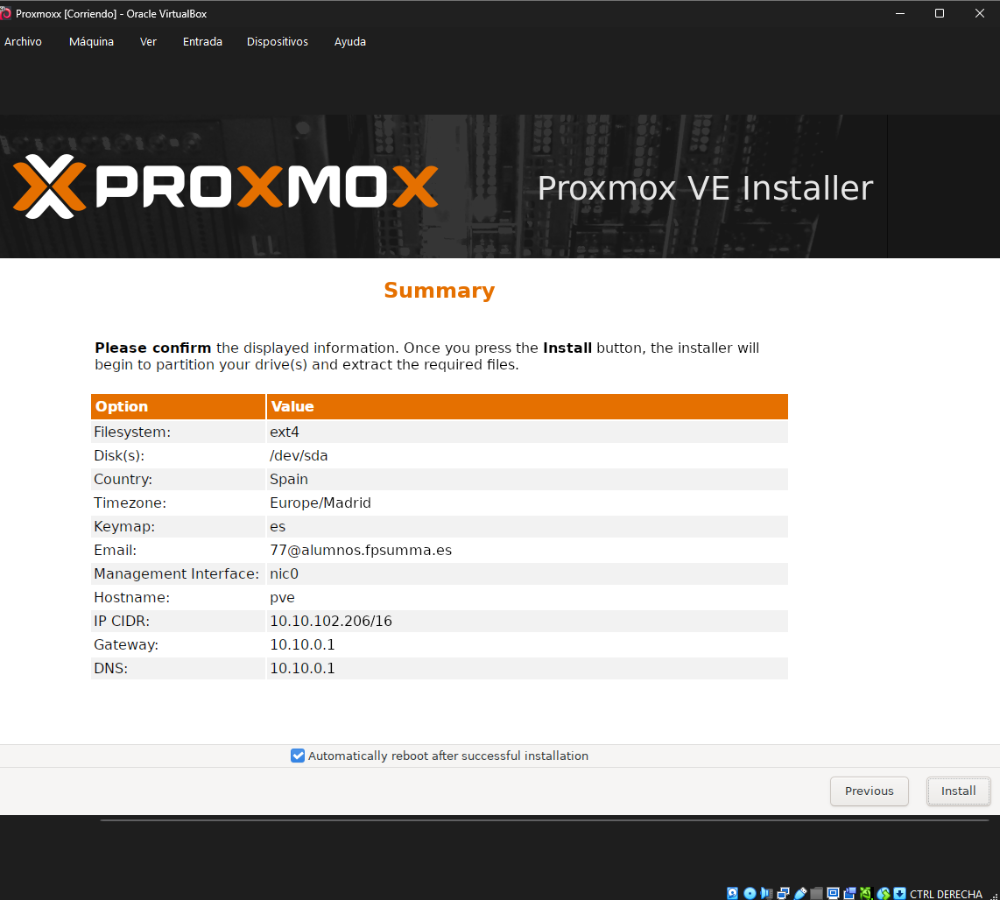 Proxmoxx [Corriendo] - Oracle VirtualBox
Archivo Máquina Ver Entrada Dispositivos Ayuda
PROXMOX
Proxmox VE Installer
Summary
Please confirm the displayed information. Once you press the Install button, the installer will
begin to partition your drive(s) and extract the required files.
Option Value
Filesystem: ext4
Disk(s): /dev/sda
Country: Spain
Timezone: Europe/Madrid
Keymap: es
Email: 77@alumnos.fpsumma.es
Management Interface: nic0
Hostname: pve
IP CIDR: 10.10.102.206/16
Gateway: 10.10.0.1
DNS: 10.10.0.1
Automatically reboot after successful installation
Previous Install
CTRL DERECHA